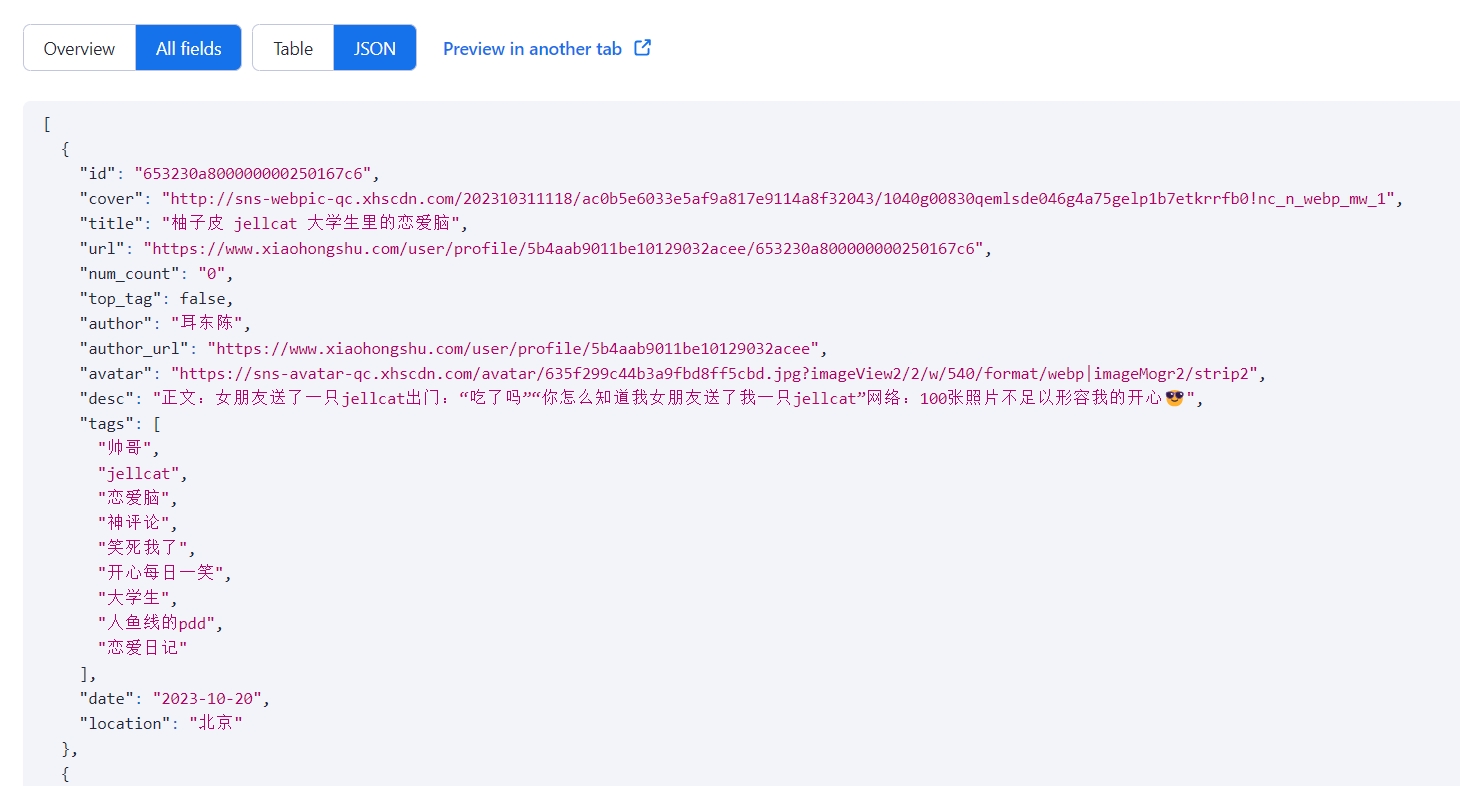 Overview All fields Table JSON Preview in another tab
[
{
"id": "653230a800000000250167c6",
"cover": "http://sns-webpic-qc.xhscdn.com/202310311118/ac0b5e6033e5af9a817e9114a8f32043/1040g00830qemlsde046g4a75gelp1b7etkrrfb0!nc_n_webp_mw_1",
"title": "柚子皮 jellcat 大学生里的恋爱脑",
"url": "https://www.xiaohongshu.com/user/profile/5b4aab9011be10129032acee/653230a800000000250167c6",
"num_count": "0",
"top_tag": false,
"author": "耳东陈",
"author_url": "https://www.xiaohongshu.com/user/profile/5b4aab9011be10129032acee",
"avatar": "https://sns-avatar-qc.xhscdn.com/avatar/635f299c44b3a9fbd8ff5cbd.jpg?imageView2/2/w/540/format/webp|imageMogr2/strip2",
"desc": "正文：女朋友送了一只jellcat出门：“吃了吗”“你怎么知道我女朋友送了我一只jellcat”网络：100张照片不足以形容我的开心😎",
"tags": [
"帅哥",
"jellcat",
"恋爱脑",
"神评论",
"笑死我了",
"开心每日一笑",
"大学生",
"人鱼线的pdd",
"恋爱日记"
],
"date": "2023-10-20",
"location": "北京"
},
{